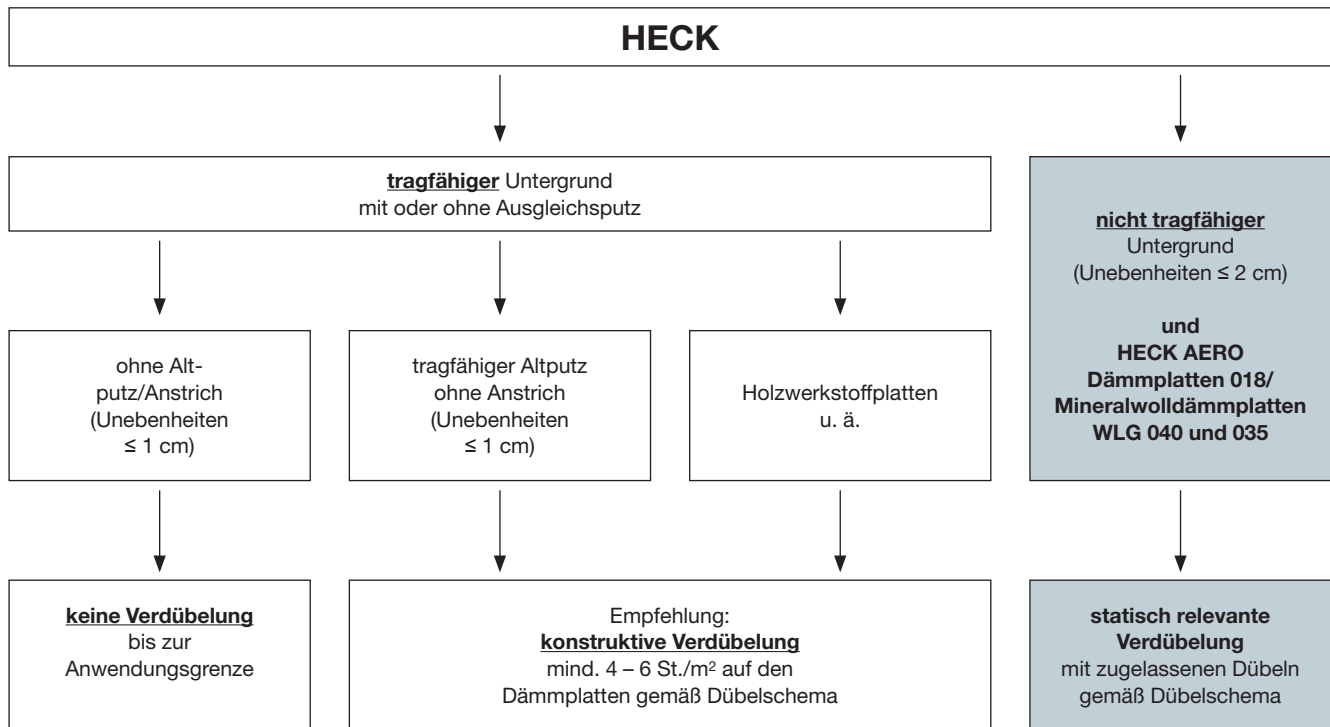 HECK
tragfähiger Untergrund
mit oder ohne Ausgleichsputz
nicht tragfähiger
Untergrund
(Unebenheiten ≤ 2 cm)
und
HECK AERO
Dämmplatten 018/
Mineralwolldämmplatten
WLG 040 und 035
ohne Alt-
putz/Anstrich
(Unebenheiten
≤ 1 cm)
tragfähiger Altputz
ohne Anstrich
(Unebenheiten
≤ 1 cm)
Holzwerkstoffplatten
u. ä.
keine Verdübelung
bis zur
Anwendungsgrenze
Empfehlung:
konstruktive Verdübelung
mind. 4 – 6 St./m² auf den
Dämmplatten gemäß Dübelschema
statisch relevante
Verdübelung
mit zugelassenen Dübeln
gemäß Dübelschema